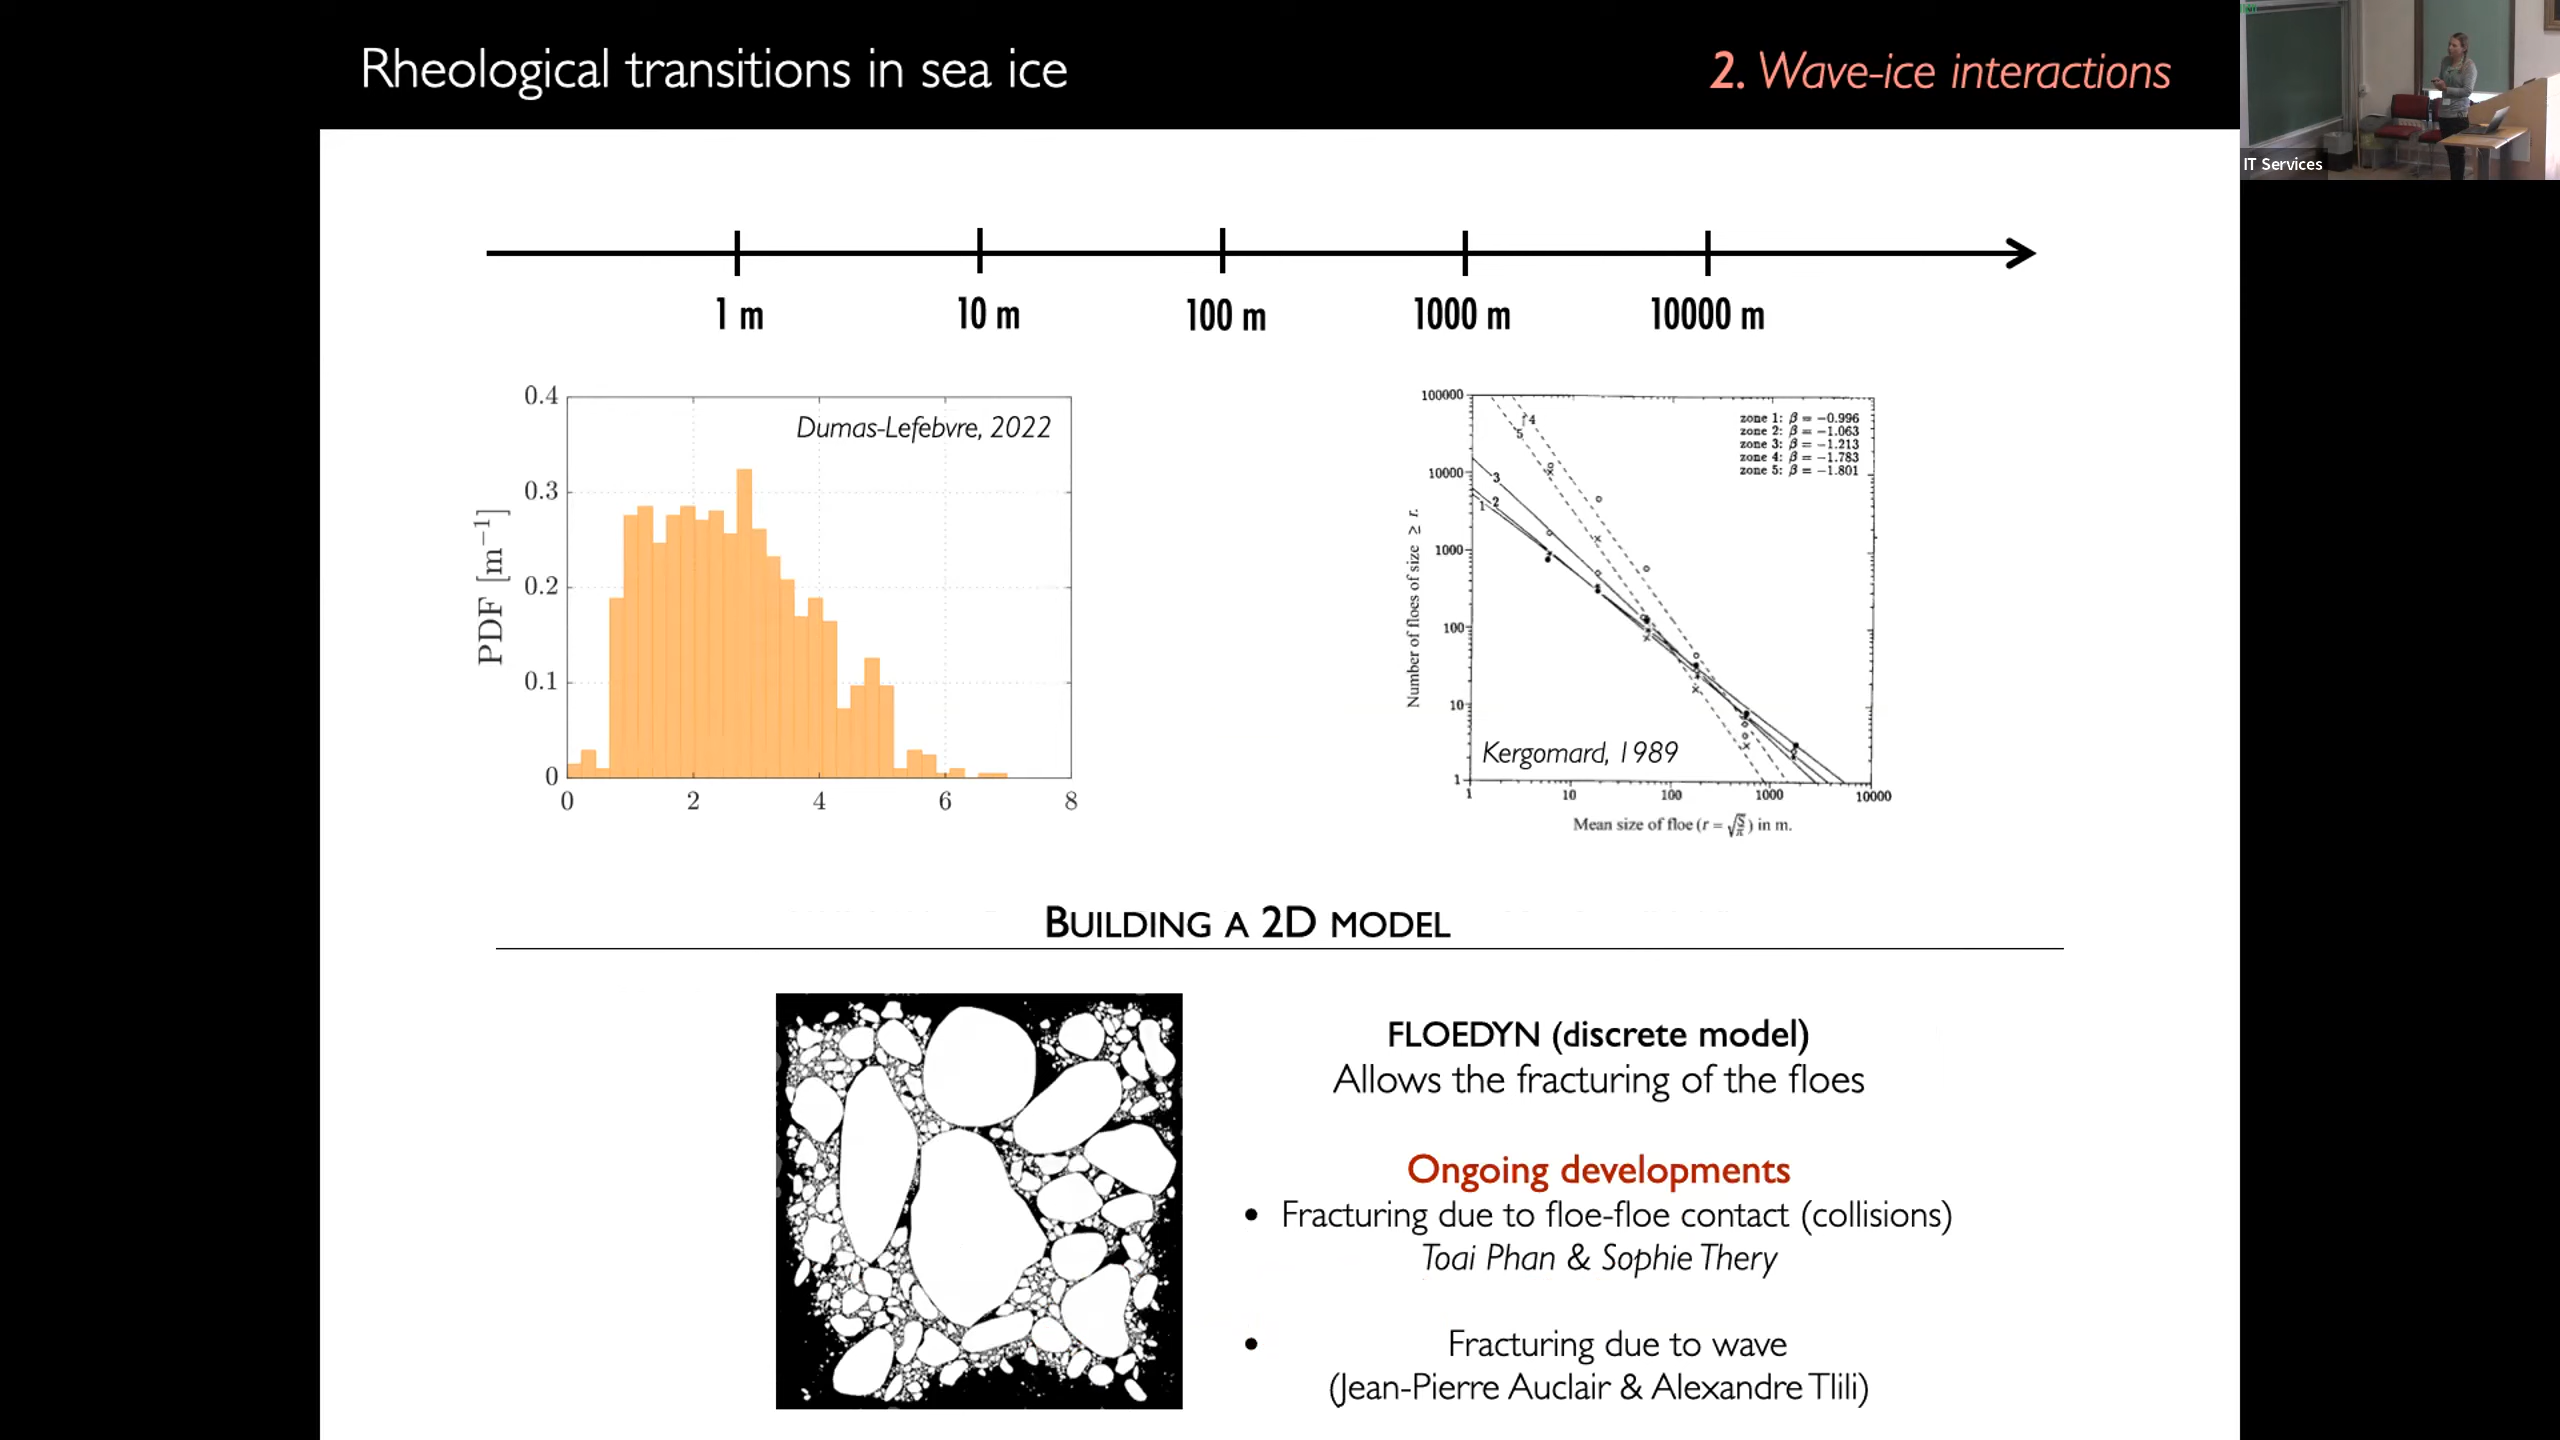 Rheological transitions in sea ice
2. Wave-ice interactions
IT Services
1 m
10 m
100 m
1000 m
10000 m
0.4
0.3
0.2
0.1
0
PDF [m⁻¹]
Dumas-Lefebvre, 2022
0
2
4
6
8
100000
10000
1000
100
10
1
Number of floes of size ≥ r.
zone 1: β = −0.996
zone 2: β = −1.063
zone 3: β = −1.213
zone 4: β = −1.783
zone 5: β = −1.801
4
5
3
2
1
Kergomard, 1989
1
10
100
1000
10000
Mean size of floe (r = √S/π) in m.
BUILDING A 2D MODEL
FLOEDYN (discrete model)
Allows the fracturing of the floes
Ongoing developments
• Fracturing due to floe-floe contact (collisions)
Toai Phan & Sophie Thery
• Fracturing due to wave
(Jean-Pierre Auclair & Alexandre Tlili)